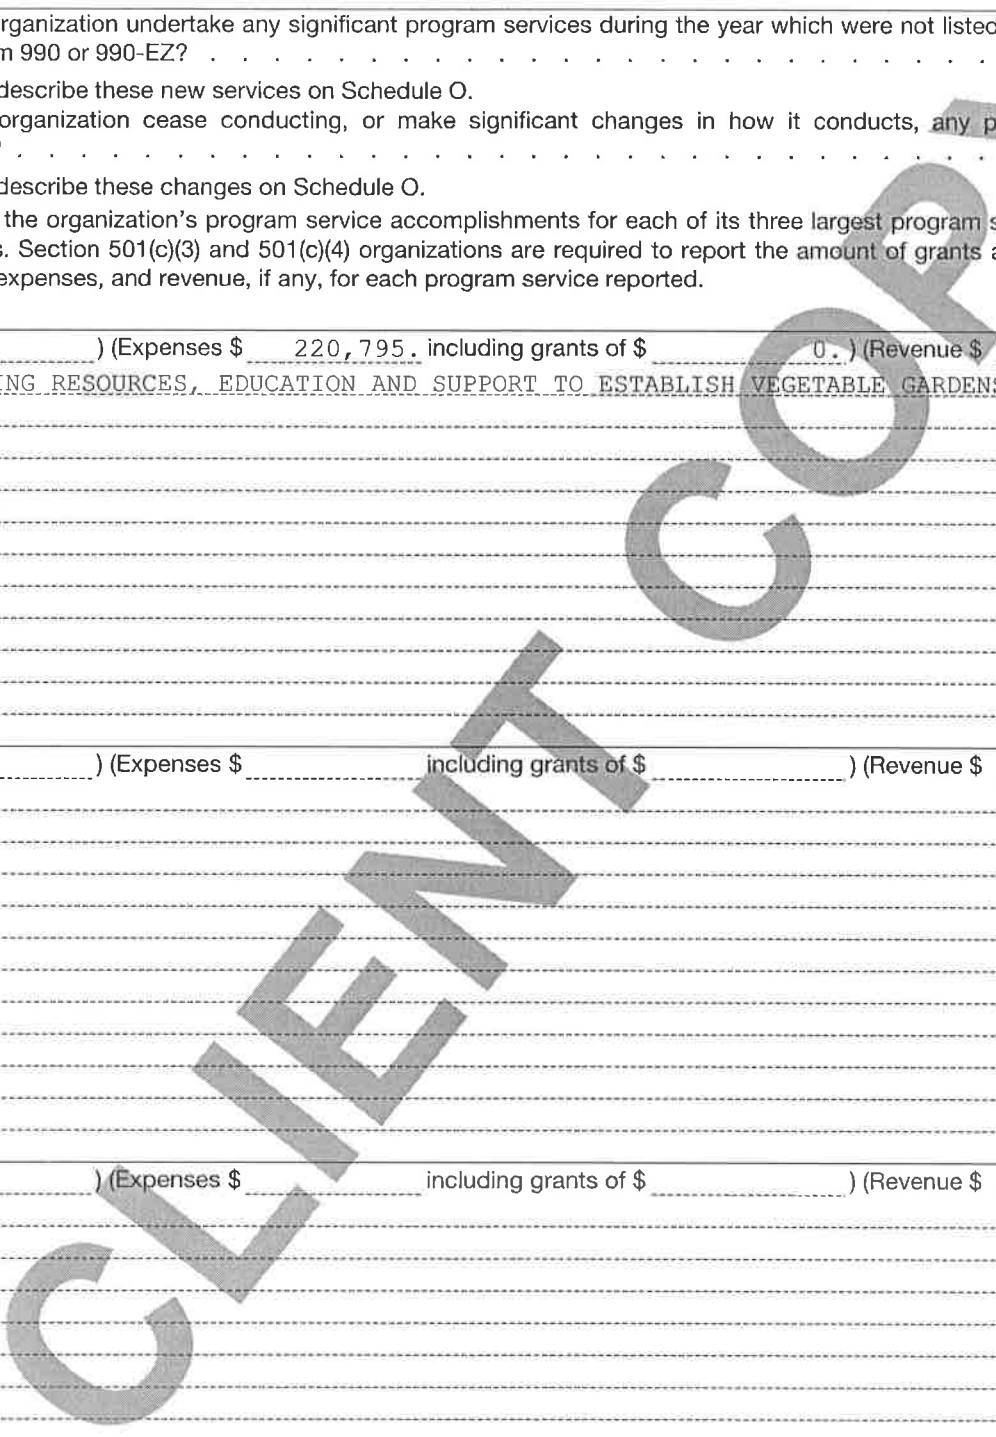 rganization undertake any significant program services during the year which were not listed
m 990 or 990-EZ? . . . . . . . . . . . . . . . . . . . . . . . . .
describe these new services on Schedule O.
organization cease conducting, or make significant changes in how it conducts, any p
. . . . . . . . . . . . . . . . . . . . . . . . . . . . . . .
describe these changes on Schedule O.
the organization's program service accomplishments for each of its three largest program s
s. Section 501(c)(3) and 501(c)(4) organizations are required to report the amount of grants a
expenses, and revenue, if any, for each program service reported.
) (Expenses $ 220,795. including grants of $ 0. ) (Revenue $
ING RESOURCES, EDUCATION AND SUPPORT TO ESTABLISH VEGETABLE GARDENS
) (Expenses $ including grants of $ ) (Revenue $
) (Expenses $ including grants of $ ) (Revenue $
CLIENT COPY